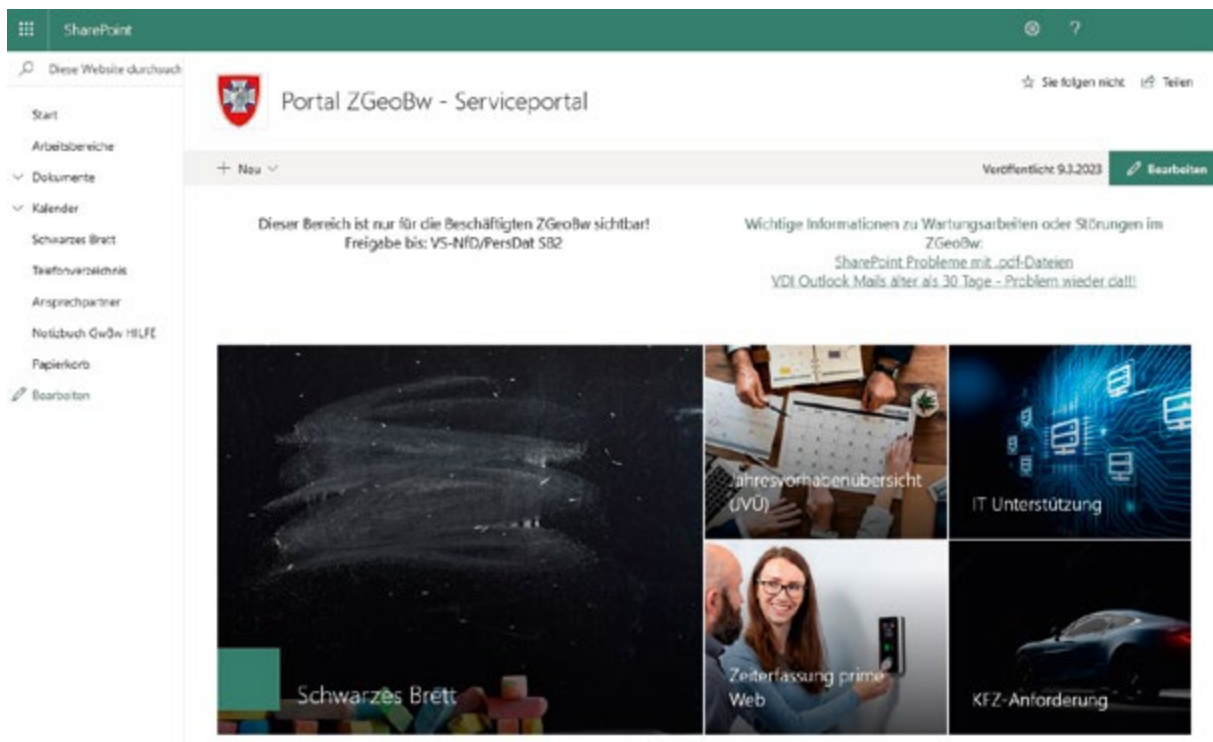 SharePoint
?
Diese Website durchsuch
Start
Arbeitsbereiche
Dokumente
Kalender
Schwarzes Brett
Telefonverzeichnis
Ansprechpartner
Notizbuch GwBw HILFE
Papierkorb
Bearbeiten
Portal ZGeoBw - Serviceportal
Sie folgen nicht
Teilen
+ Neu
Veröffentlicht 9.3.2023
Bearbeiten
Dieser Bereich ist nur für die Beschäftigten ZGeoBw sichtbar!
Freigabe bis: VS-NfD/PersDat SB2
Wichtige Informationen zu Wartungsarbeiten oder Störungen im
ZGeoBw:
SharePoint Probleme mit .pdf-Dateien
VDI Outlook Mails älter als 30 Tage - Problem wieder da!!!
Schwarzes Brett
Jahresvorhabenübersicht
(JVÜ)
IT Unterstützung
Zeiterfassung prime
Web
KFZ-Anforderung